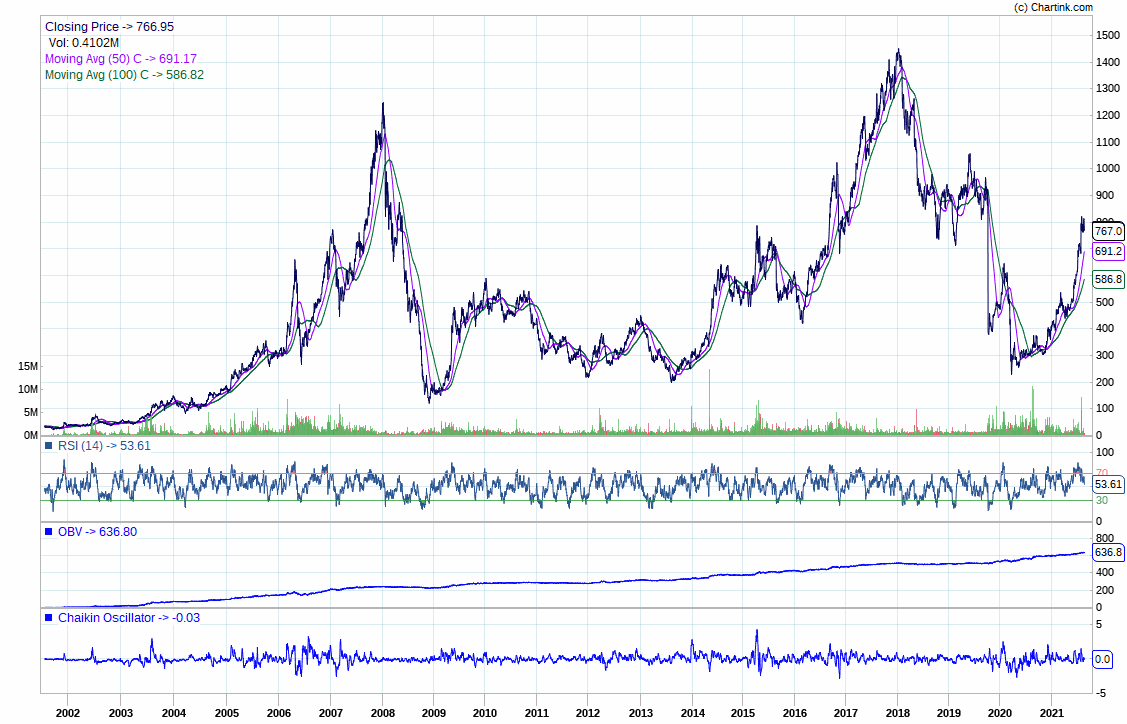 (c) Chartink.com
Closing Price -> 766.95
Vol: 0.4102M
Moving Avg (50) C -> 691.17
Moving Avg (100) C -> 586.82
1500
1400
1300
1200
1100
1000
900
800
767.0
691.2
586.8
500
400
300
200
100
0
15M
10M
5M
0M
RSI (14) -> 53.61
100
70
53.61
30
0
OBV -> 636.80
800
636.8
400
200
0
Chaikin Oscillator -> -0.03
5
0.0
-5
2002 2003 2004 2005 2006 2007 2008 2009 2010 2011 2012 2013 2014 2015 2016 2017 2018 2019 2020 2021